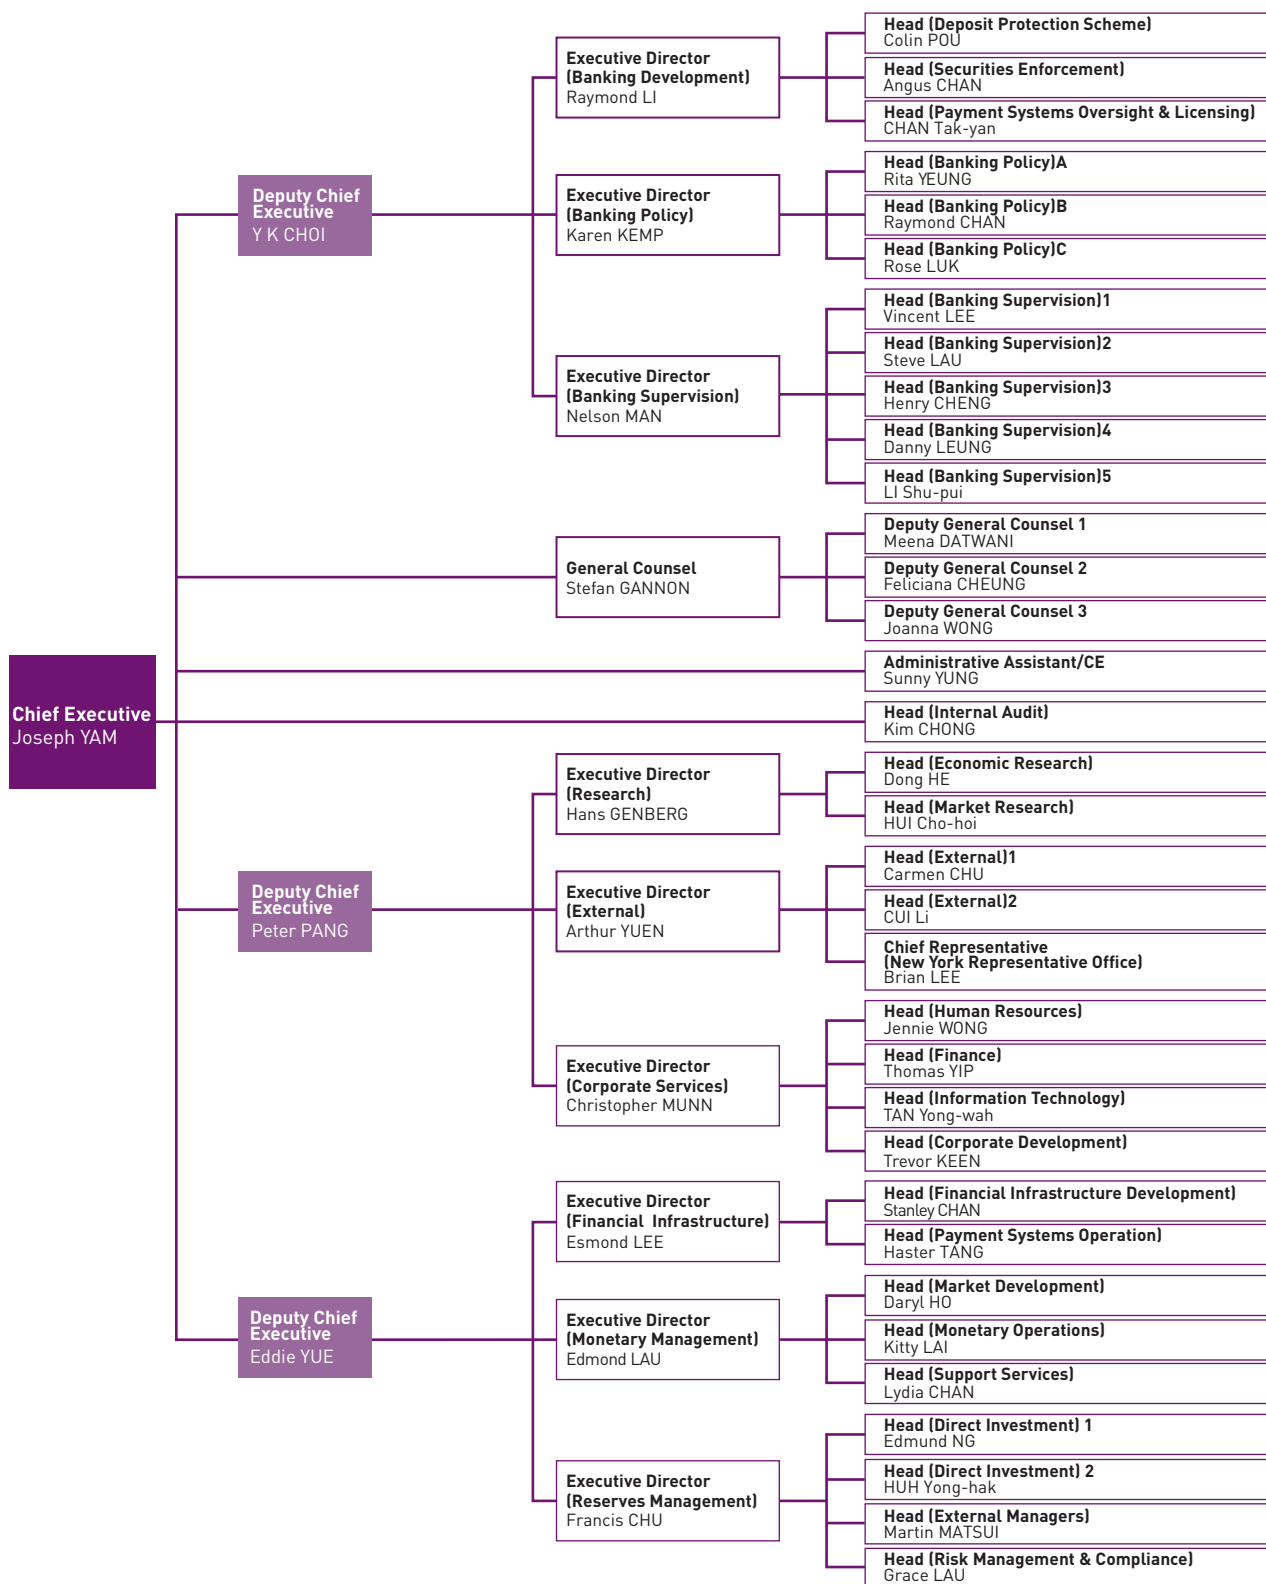 Chief Executive
Joseph YAM
Deputy Chief
Executive
Y K CHOI
Executive Director
(Banking Development)
Raymond LI
Head (Deposit Protection Scheme)
Colin POU
Head (Securities Enforcement)
Angus CHAN
Head (Payment Systems Oversight & Licensing)
CHAN Tak-yan
Executive Director
(Banking Policy)
Karen KEMP
Head (Banking Policy)A
Rita YEUNG
Head (Banking Policy)B
Raymond CHAN
Head (Banking Policy)C
Rose LUK
Executive Director
(Banking Supervision)
Nelson MAN
Head (Banking Supervision)1
Vincent LEE
Head (Banking Supervision)2
Steve LAU
Head (Banking Supervision)3
Henry CHENG
Head (Banking Supervision)4
Danny LEUNG
Head (Banking Supervision)5
LI Shu-pui
General Counsel
Stefan GANNON
Deputy General Counsel 1
Meena DATWANI
Deputy General Counsel 2
Feliciana CHEUNG
Deputy General Counsel 3
Joanna WONG
Administrative Assistant/CE
Sunny YUNG
Head (Internal Audit)
Kim CHONG
Deputy Chief
Executive
Peter PANG
Executive Director
(Research)
Hans GENBERG
Head (Economic Research)
Dong HE
Head (Market Research)
HUI Cho-hoi
Executive Director
(External)
Arthur YUEN
Head (External)1
Carmen CHU
Head (External)2
CUI Li
Chief Representative
(New York Representative Office)
Brian LEE
Executive Director
(Corporate Services)
Christopher MUNN
Head (Human Resources)
Jennie WONG
Head (Finance)
Thomas YIP
Head (Information Technology)
TAN Yong-wah
Head (Corporate Development)
Trevor KEEN
Deputy Chief
Executive
Eddie YUE
Executive Director
(Financial Infrastructure)
Esmond LEE
Head (Financial Infrastructure Development)
Stanley CHAN
Head (Payment Systems Operation)
Haster TANG
Executive Director
(Monetary Management)
Edmond LAU
Head (Market Development)
Daryl HO
Head (Monetary Operations)
Kitty LAI
Head (Support Services)
Lydia CHAN
Executive Director
(Reserves Management)
Francis CHU
Head (Direct Investment) 1
Edmund NG
Head (Direct Investment) 2
HUH Yong-hak
Head (External Managers)
Martin MATSUI
Head (Risk Management & Compliance)
Grace LAU